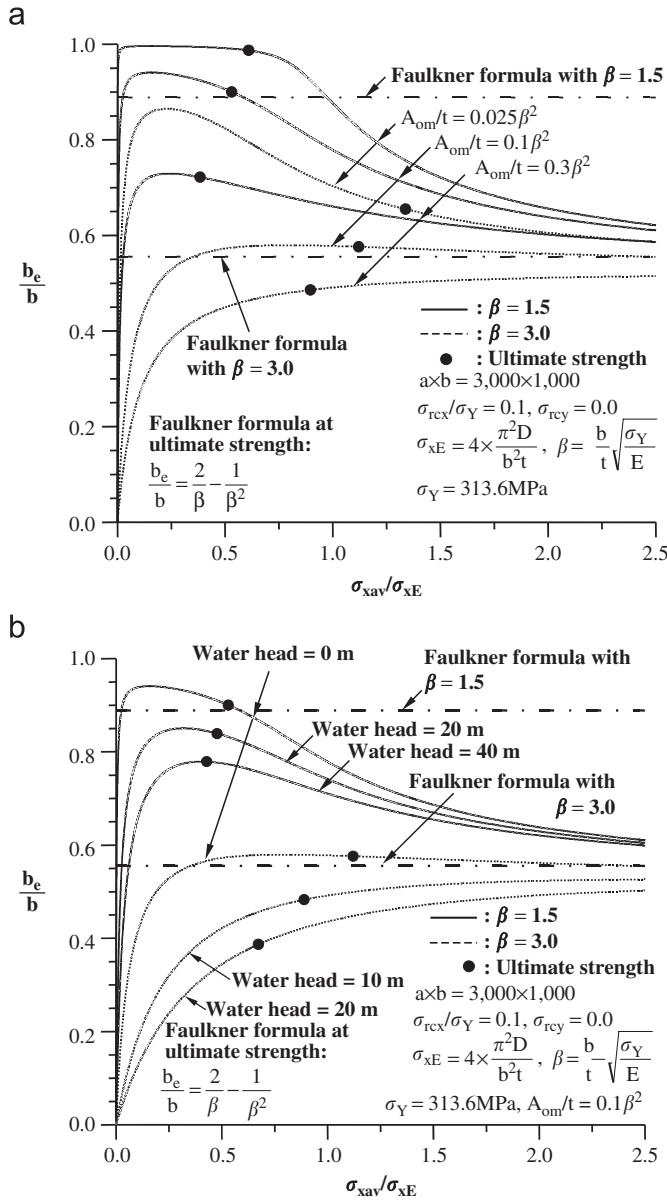 a
1.0
0.8
0.6
0.4
0.2
0.0
b_e/b
Faulkner formula with β = 1.5
A_om/t = 0.025β²
A_om/t = 0.1β²
A_om/t = 0.3β²
Faulkner formula
with β = 3.0
: β = 1.5
: β = 3.0
: Ultimate strength
a×b = 3,000×1,000
σ_rcx/σ_Y = 0.1, σ_rcy = 0.0
σ_xE = 4× π²D/b²t , β = b/t √(σ_Y/E)
σ_Y = 313.6MPa
Faulkner formula at
ultimate strength:
b_e/b = 2/β − 1/β²
0.0 0.5 1.0 1.5 2.0 2.5
σ_xav/σ_xE
b
1.0
0.8
0.6
0.4
0.2
0.0
b_e/b
Water head = 0 m
Faulkner formula with
β = 1.5
Water head = 20 m
Water head = 40 m
Faulkner formula with
β = 3.0
: β = 1.5
: β = 3.0
: Ultimate strength
Water head = 10 m
Water head = 20 m
a×b = 3,000×1,000
σ_rcx/σ_Y = 0.1, σ_rcy = 0.0
σ_xE = 4× π²D/b²t , β = b/t √(σ_Y/E)
σ_Y = 313.6MPa, A_om/t = 0.1β²
Faulkner formula at
ultimate strength:
b_e/b = 2/β − 1/β²
0.0 0.5 1.0 1.5 2.0 2.5
σ_xav/σ_xE